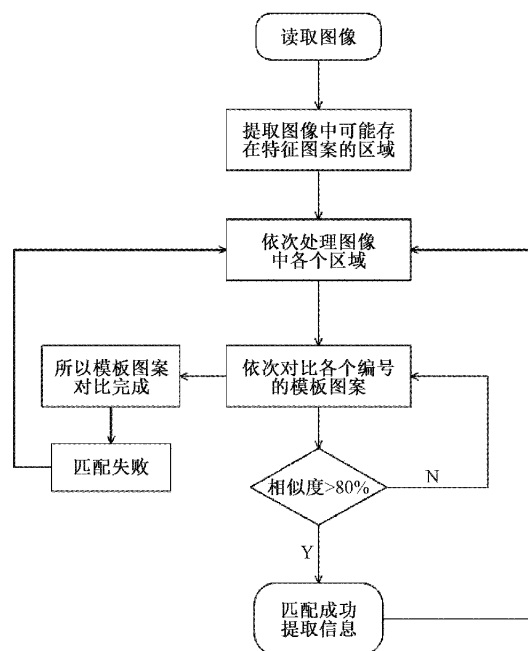 读取图像
提取图像中可能存
在特征图案的区域
依次处理图像
中各个区域
所以模板图案
对比完成
依次对比各个编号
的模板图案
匹配失败
相似度>80%
N
Y
匹配成功
提取信息